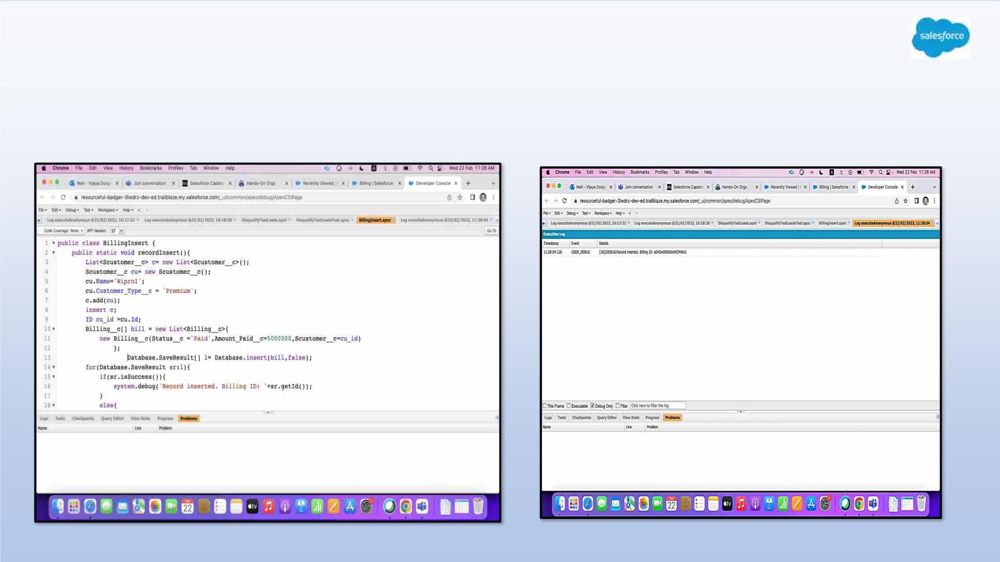 salesforce
Chrome File Edit View History Bookmarks Profiles Tab Window Help Wed 22 Feb 11:28 AM
Mail - Vijaya Durga Join conversation Salesforce Capsto Hands-On Orgs Recently Viewed | Billing | Salesforce Developer Console
resourceful-badger-3lwdrz-dev-ed.trailblaze.my.salesforce.com/_ui/common/apex/debug/ApexCSIPage
File Edit Debug Test Workspace Help < >
Log executeAnonymous @21/02/2023, 16:17:21 Log executeAnonymous @21/02/2023, 16:18:28 DisqualifyTestLeads.apxt DisqualifyTestLeadsTest.apxc BillingInsert.apxc Log executeAnonymous @22/02/2023, 11:28:04
Code Coverage: None API Version: 57 Go To
1 public class BillingInsert {
2 public static void recordInsert(){
3 List<Scustomer__c> c= new List<Scustomer__c>();
4 Scustomer__c cu= new Scustomer__c();
5 cu.Name='Wipro1';
6 cu.Customer_Type__c = 'Premium';
7 c.add(cu);
8 insert c;
9 ID cu_id =cu.Id;
10 Billing__c[] bill = new List<Billing__c>{
11 new Billing__c(Status__c ='Paid',Amount_Paid__c=5000000,Scustomer__c=cu_id)
12 };
13 Database.SaveResult[] l= Database.insert(bill,false);
14 for(Database.SaveResult sr:l){
15 if(sr.isSuccess()){
16 system.debug('Record inserted. Billing ID: '+sr.getId());
17 }
18 else{
Logs Tests Checkpoints Query Editor View State Progress Problems
Name Line Problem
22
tv
Chrome File Edit View History Bookmarks Profiles Tab Window Help Wed 22 Feb 11:28 AM
Mail - Vijaya Durga Join conversation Salesforce Capston Hands-On Orgs Recently Viewed | Billing | Salesforce Developer Console
resourceful-badger-3lwdrz-dev-ed.trailblaze.my.salesforce.com/_ui/common/apex/debug/ApexCSIPage
File Edit Debug Test Workspace Help < >
Log executeAnonymous @21/02/2023, 16:17:21 Log executeAnonymous @21/02/2023, 16:18:28 DisqualifyTestLeads.apxt DisqualifyTestLeadsTest.apxc BillingInsert.apxc Log executeAnonymous @22/02/2023, 11:28:04
Execution Log
Timestamp Event Details
11:28:04:126 USER_DEBUG [16]|DEBUG|Record inserted. Billing ID:
This Frame Executable Debug Only Filter Click here to filter the log
Logs Tests Checkpoints Query Editor View State Progress Problems
Name Line Problem
22
tv